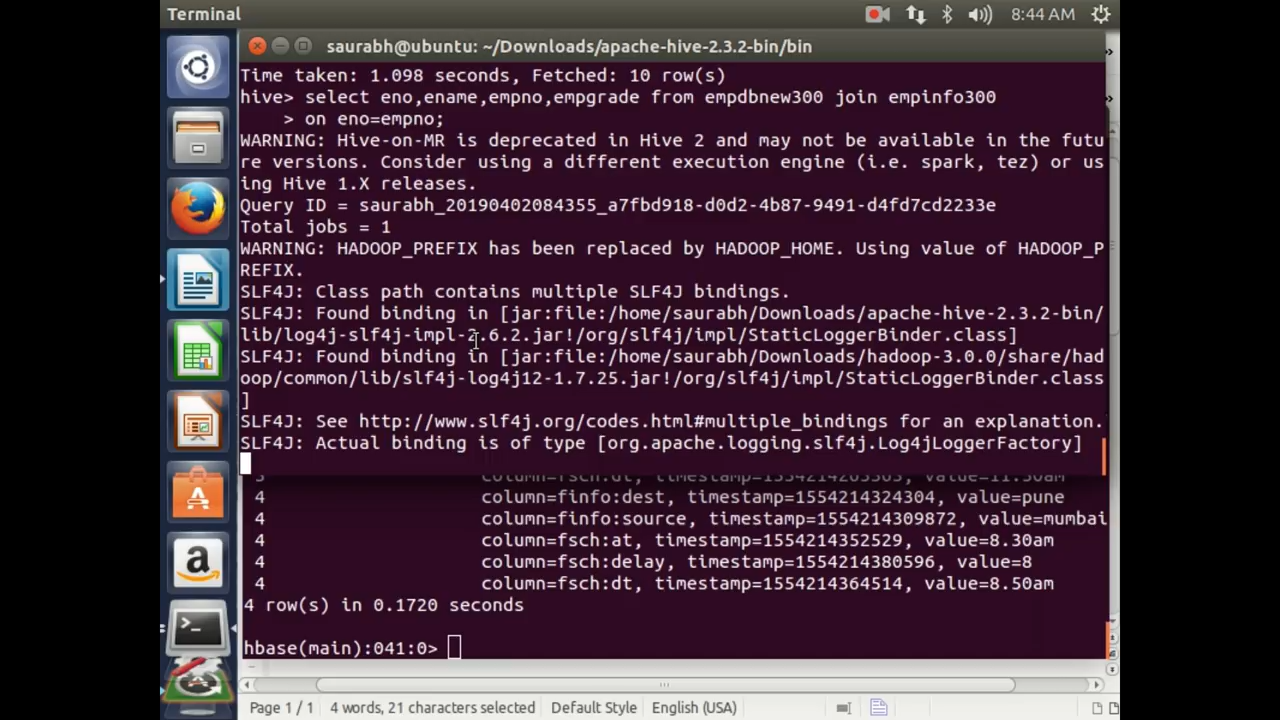 Terminal
8:44 AM
saurabh@ubuntu: ~/Downloads/apache-hive-2.3.2-bin/bin
Time taken: 1.098 seconds, Fetched: 10 row(s)
hive> select eno,ename,empno,empgrade from empdbnew300 join empinfo300
> on eno=empno;
WARNING: Hive-on-MR is deprecated in Hive 2 and may not be available in the futu
re versions. Consider using a different execution engine (i.e. spark, tez) or us
ing Hive 1.X releases.
Query ID = saurabh_20190402084355_a7fbd918-d0d2-4b87-9491-d4fd7cd2233e
Total jobs = 1
WARNING: HADOOP_PREFIX has been replaced by HADOOP_HOME. Using value of HADOOP_P
REFIX.
SLF4J: Class path contains multiple SLF4J bindings.
SLF4J: Found binding in [jar:file:/home/saurabh/Downloads/apache-hive-2.3.2-bin/
lib/log4j-slf4j-impl-2.6.2.jar!/org/slf4j/impl/StaticLoggerBinder.class]
SLF4J: Found binding in [jar:file:/home/saurabh/Downloads/hadoop-3.0.0/share/had
oop/common/lib/slf4j-log4j12-1.7.25.jar!/org/slf4j/impl/StaticLoggerBinder.class
]
SLF4J: See http://www.slf4j.org/codes.html#multiple_bindings for an explanation.
SLF4J: Actual binding is of type [org.apache.logging.slf4j.Log4jLoggerFactory]
4 column=finfo:dest, timestamp=1554214324304, value=pune
4 column=finfo:source, timestamp=1554214309872, value=mumbai
4 column=fsch:at, timestamp=1554214352529, value=8.30am
4 column=fsch:delay, timestamp=1554214380596, value=8
4 column=fsch:dt, timestamp=1554214364514, value=8.50am
4 row(s) in 0.1720 seconds
hbase(main):041:0>
Page 1 / 1 4 words, 21 characters selected Default Style English (USA)